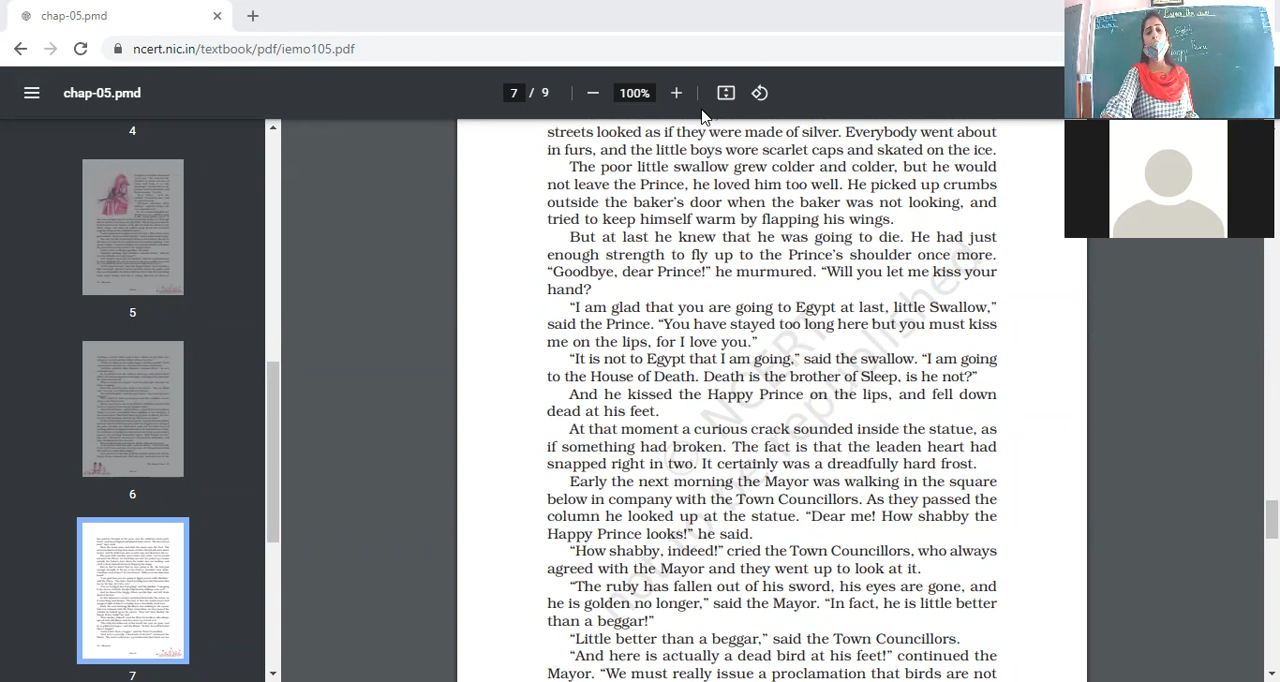 chap-05.pmd
ncert.nic.in/textbook/pdf/iemo105.pdf
chap-05.pmd
7 / 9
100%
4
5
6
7
streets looked as if they were made of silver. Everybody went about
in furs, and the little boys wore scarlet caps and skated on the ice.
The poor little swallow grew colder and colder, but he would
not leave the Prince, he loved him too well. He picked up crumbs
outside the baker's door when the baker was not looking, and
tried to keep himself warm by flapping his wings.
But at last he knew that he was going to die. He had just
enough strength to fly up to the Prince's shoulder once more.
“Goodbye, dear Prince!” he murmured. “Will you let me kiss your
hand?
“I am glad that you are going to Egypt at last, little Swallow,”
said the Prince. “You have stayed too long here but you must kiss
me on the lips, for I love you.”
“It is not to Egypt that I am going,” said the swallow. “I am going
to the House of Death. Death is the brother of Sleep, is he not?”
And he kissed the Happy Prince on the lips, and fell down
dead at his feet.
At that moment a curious crack sounded inside the statue, as
if something had broken. The fact is that the leaden heart had
snapped right in two. It certainly was a dreadfully hard frost.
Early the next morning the Mayor was walking in the square
below in company with the Town Councillors. As they passed the
column he looked up at the statue. “Dear me! How shabby the
Happy Prince looks!” he said.
“How shabby, indeed!” cried the Town Councillors, who always
agreed with the Mayor and they went up to look at it.
“The ruby has fallen out of his sword, his eyes are gone, and
he is golden no longer,” said the Mayor. “In fact, he is little better
than a beggar!”
“Little better than a beggar,” said the Town Councillors.
“And here is actually a dead bird at his feet!” continued the
Mayor. “We must really issue a proclamation that birds are not